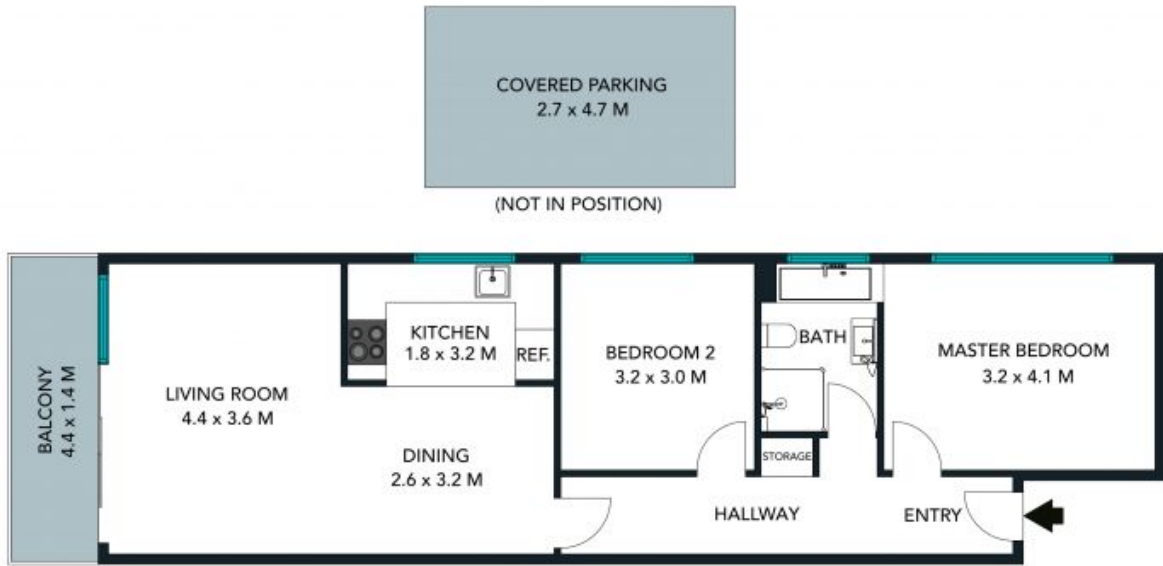 COVERED PARKING
2.7 x 4.7 M
(NOT IN POSITION)
BALCONY
4.4 x 1.4 M
LIVING ROOM
4.4 x 3.6 M
KITCHEN
1.8 x 3.2 M
REF.
DINING
2.6 x 3.2 M
BEDROOM 2
3.2 x 3.0 M
BATH
STORAGE
MASTER BEDROOM
3.2 x 4.1 M
HALLWAY
ENTRY